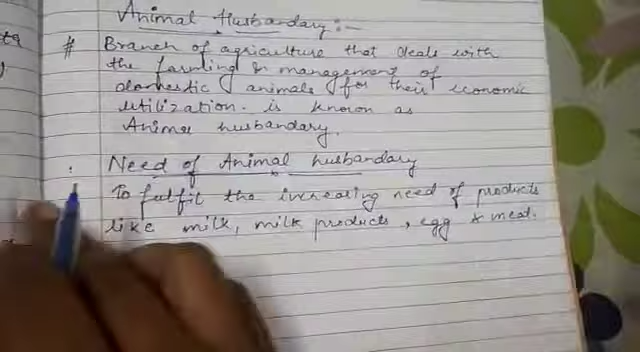 Animal Husbandary:-
# Branch of agriculture that deals with
the farming & management of
domestic animals for their economic
utilization. is known as
Animal husbandary.
Need of Animal husbandary
To fulfil the increasing need of products
like milk, milk products, egg & meat.